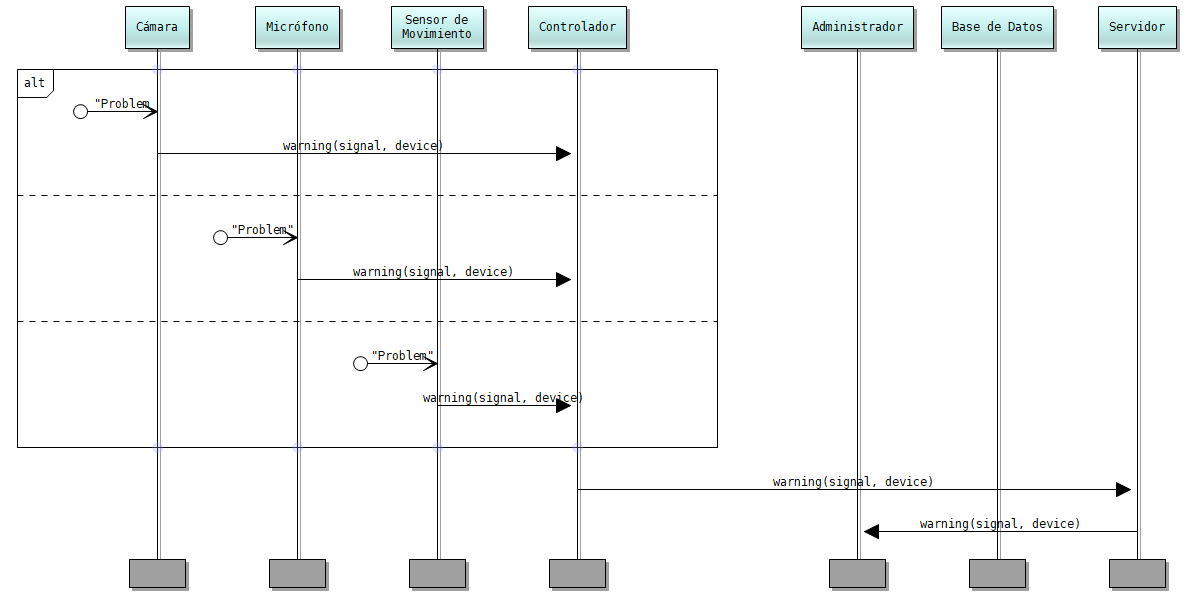 Cámara
Micrófono
Sensor de
Movimiento
Controlador
Administrador
Base de Datos
Servidor
alt
"Problem
warning(signal, device)
"Problem"
warning(signal, device)
"Problem"
warning(signal, device)
warning(signal, device)
warning(signal, device)